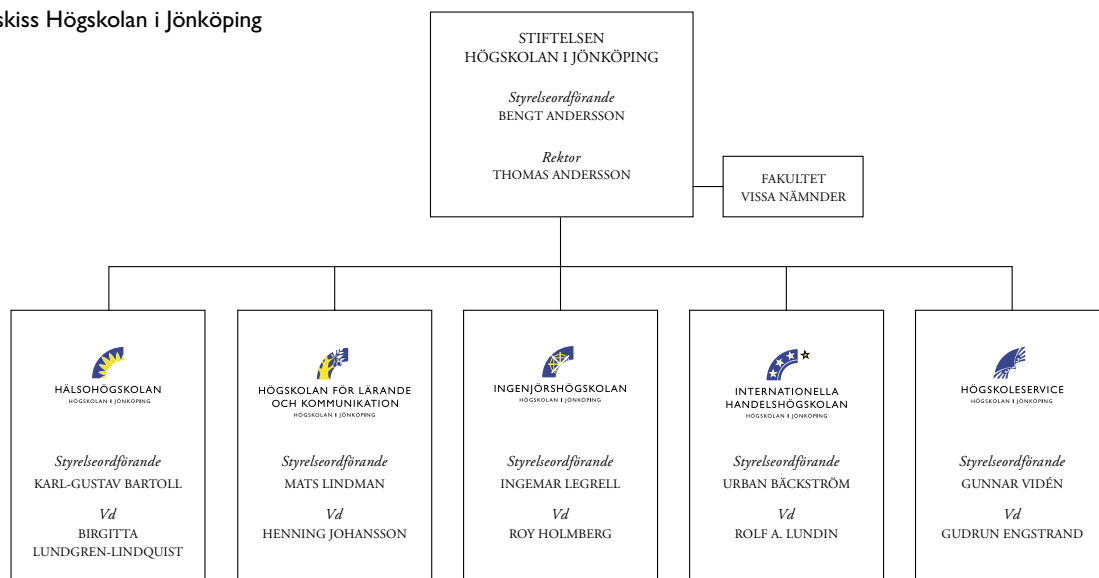 skiss Högskolan i Jönköping
STIFTELSEN
HÖGSKOLAN I JÖNKÖPING
Styrelseordförande
BENGT ANDERSSON
Rektor
THOMAS ANDERSSON
FAKULTET
VISSA NÄMNDER
HÄLSOHÖGSKOLAN
HÖGSKOLAN I JÖNKÖPING
Styrelseordförande
KARL-GUSTAV BARTOLL
Vd
BIRGITTA
LUNDGREN-LINDQUIST
HÖGSKOLAN FÖR LÄRANDE
OCH KOMMUNIKATION
HÖGSKOLAN I JÖNKÖPING
Styrelseordförande
MATS LINDMAN
Vd
HENNING JOHANSSON
INGENJÖRSHÖGSKOLAN
HÖGSKOLAN I JÖNKÖPING
Styrelseordförande
INGEMAR LEGRELL
Vd
ROY HOLMBERG
INTERNATIONELLA
HANDELSHÖGSKOLAN
HÖGSKOLAN I JÖNKÖPING
Styrelseordförande
URBAN BÄCKSTRÖM
Vd
ROLF A. LUNDIN
HÖGSKOLESERVICE
HÖGSKOLAN I JÖNKÖPING
Styrelseordförande
GUNNAR VIDÉN
Vd
GUDRUN ENGSTRAND